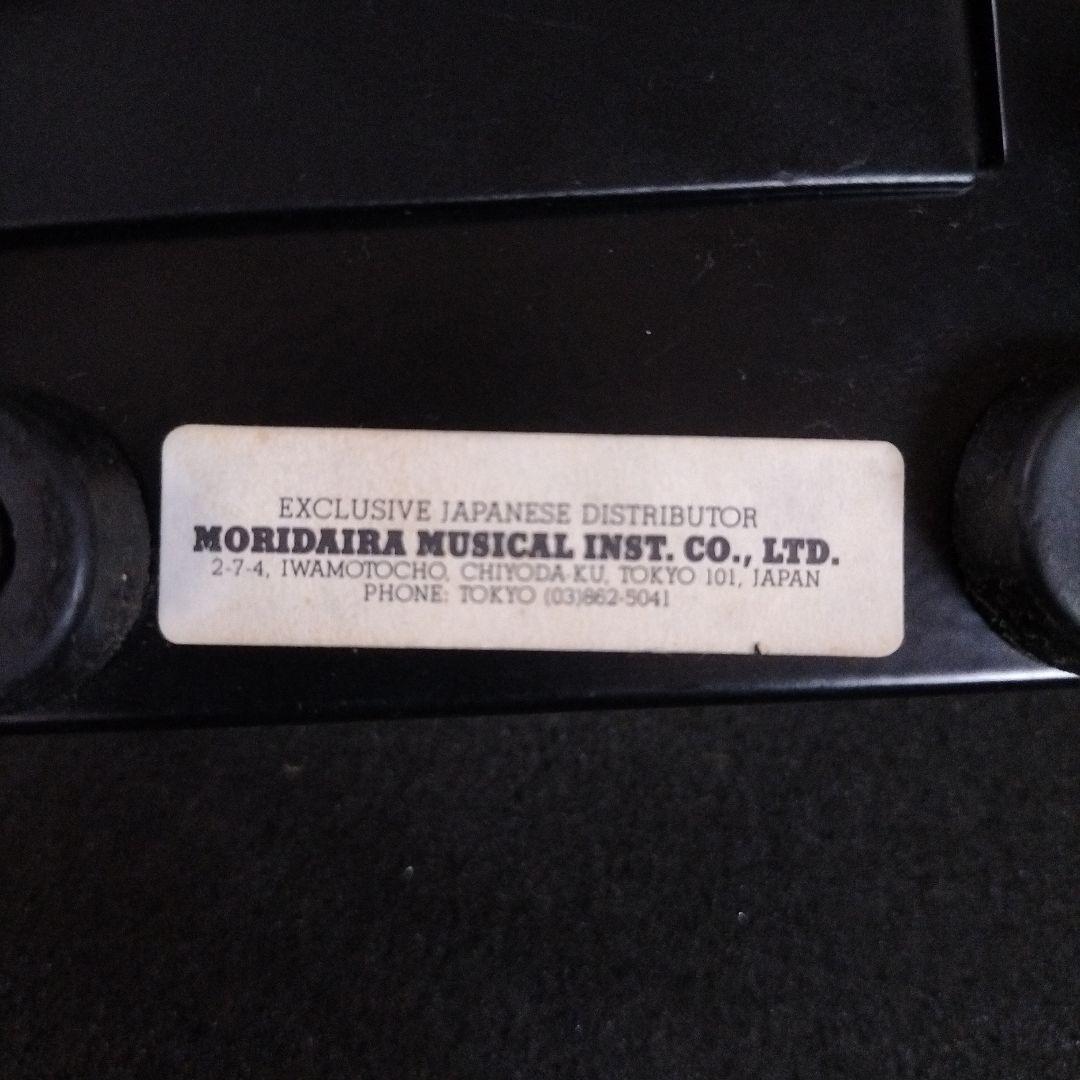 EXCLUSIVE JAPANESE DISTRIBUTOR
MORIDAIRA MUSICAL INST. CO., LTD.
2-7-4, IWAMOTOCHO, CHIYODA-KU, TOKYO 101, JAPAN
PHONE: TOKYO (03)862-5041